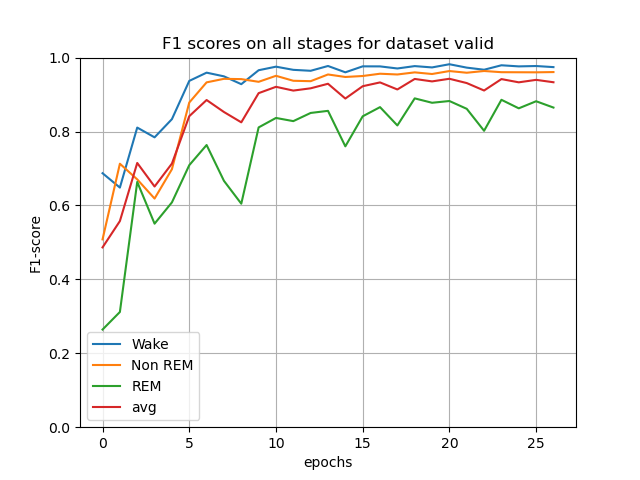 F1 scores on all stages for dataset valid
1.0
0.8
0.6
0.4
0.2
0.0
F1-score
Wake
Non REM
REM
avg
0 5 10 15 20 25
epochs